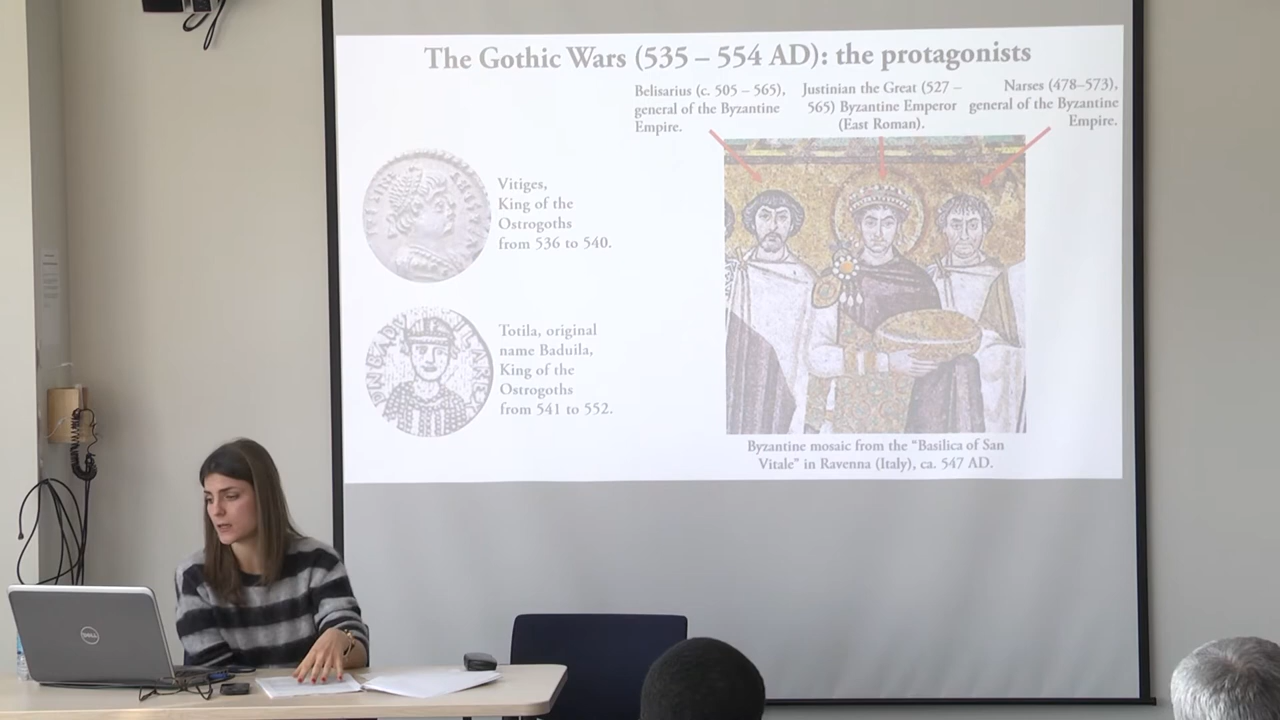 The Gothic Wars (535 – 554 AD): the protagonists
Belisarius (c. 505 – 565),
general of the Byzantine
Empire.
Justinian the Great (527 –
565) Byzantine Emperor
(East Roman).
Narses (478–573),
general of the Byzantine
Empire.
Vitiges,
King of the
Ostrogoths
from 536 to 540.
Totila, original
name Baduila,
King of the
Ostrogoths
from 541 to 552.
Byzantine mosaic from the “Basilica of San
Vitale” in Ravenna (Italy), ca. 547 AD.
DELL